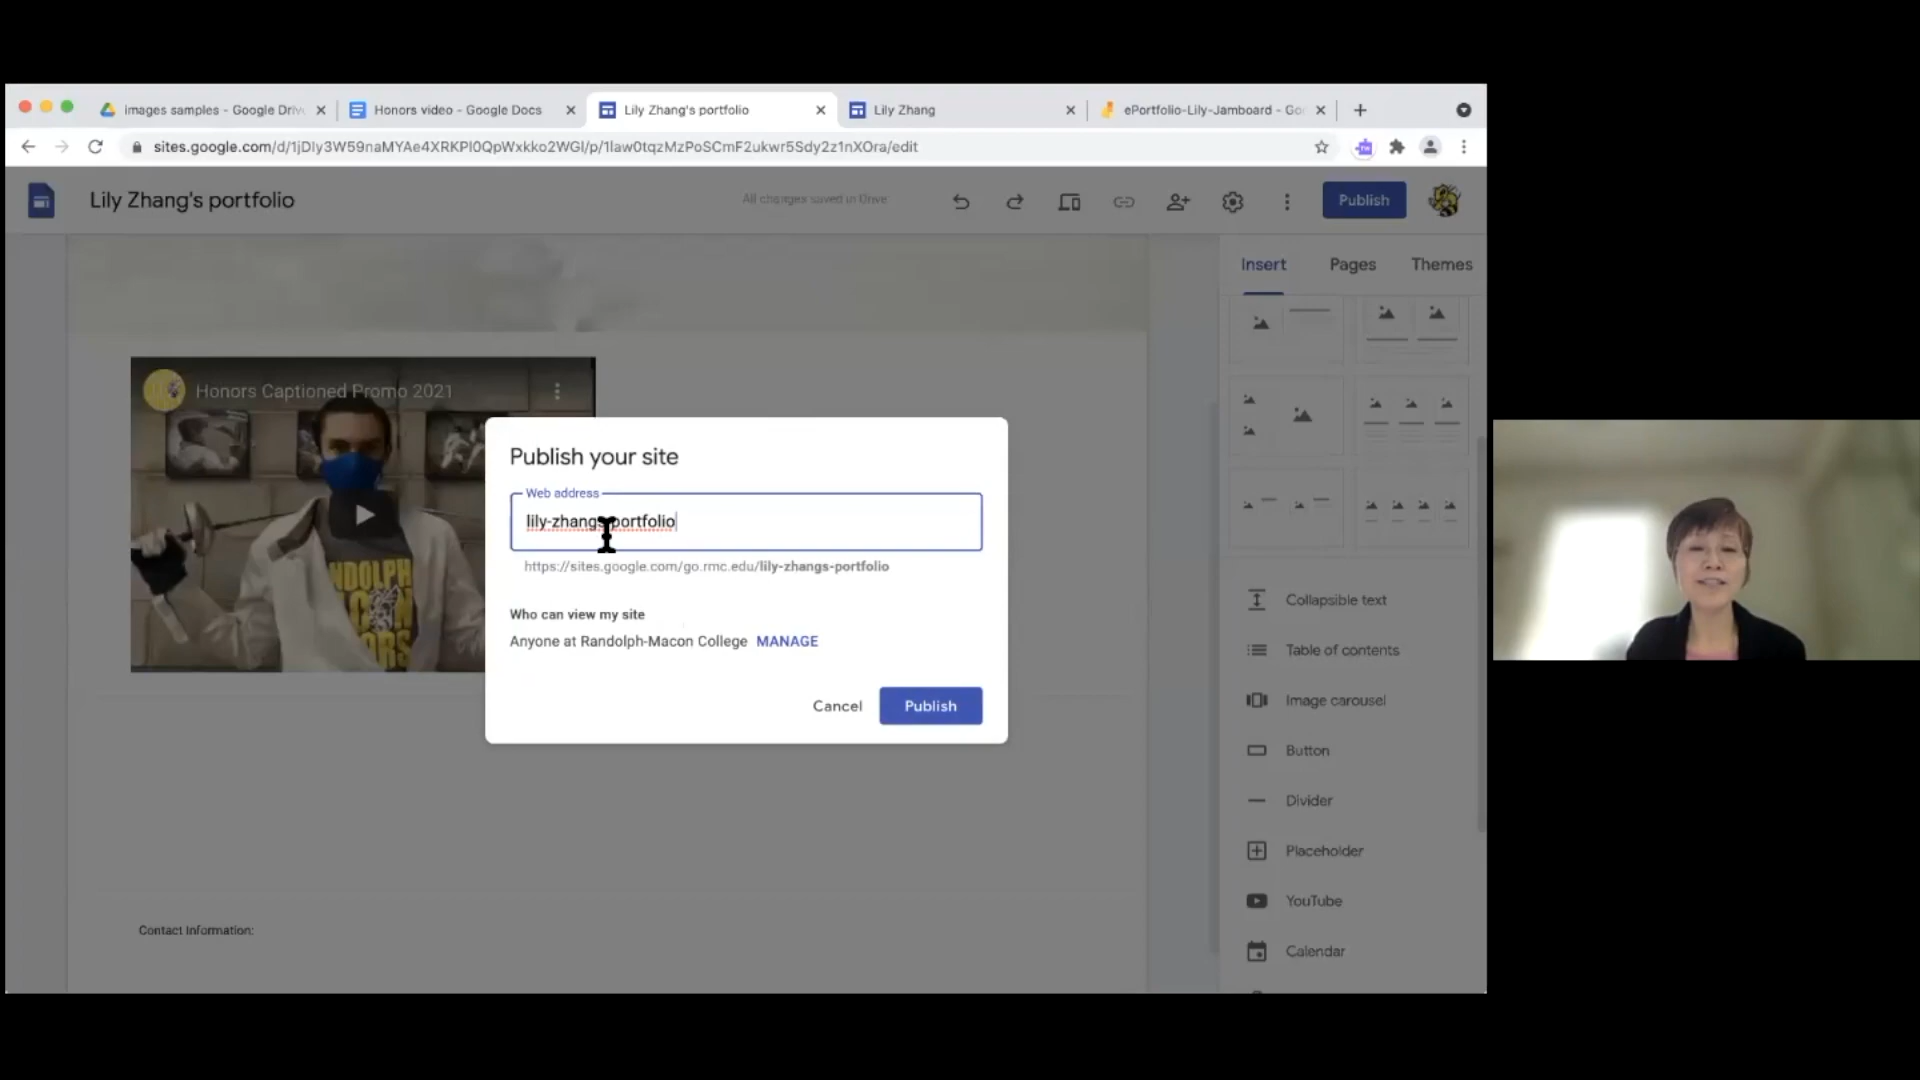 images samples - Google Driv
Honors video - Google Docs
Lily Zhang's portfolio
Lily Zhang
ePortfolio-Lily-Jamboard - Goo
sites.google.com/d/1jDIy3W59naMYAe4XRKPI0QpWxkko2WGl/p/1law0tqzMzPoSCmF2ukwr5Sdy2z1nXOra/edit
Lily Zhang's portfolio
All changes saved in Drive
Publish
Insert
Pages
Themes
Honors Captioned Promo 2021
Publish your site
Web address
lily-zhangs-portfolio
https://sites.google.com/go.rmc.edu/lily-zhangs-portfolio
Who can view my site
Anyone at Randolph-Macon College MANAGE
Cancel
Publish
Collapsible text
Table of contents
Image carousel
Button
Divider
Placeholder
YouTube
Calendar
Contact Information: